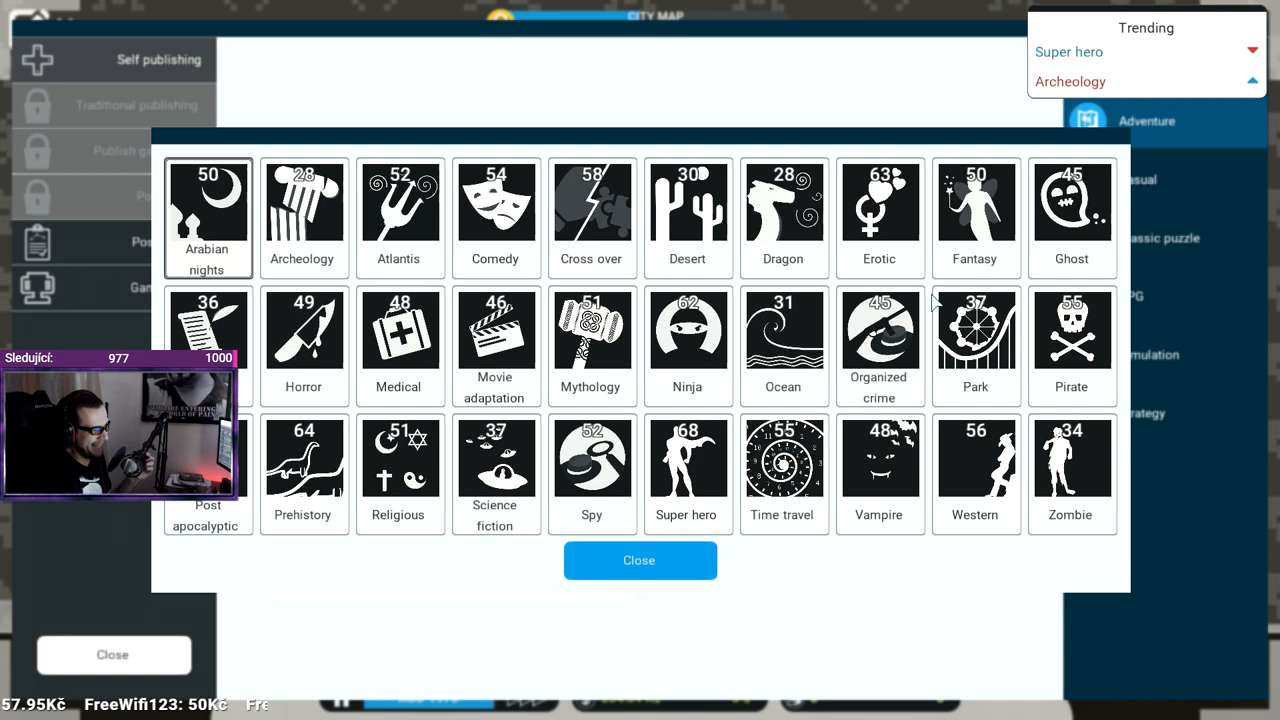 CITY MAP
Trending
Super hero
Archeology
Self publishing
Traditional publishing
Adventure
50
28
52
54
58
30
28
63
50
45
Arabian nights
Archeology
Atlantis
Comedy
Cross over
Desert
Dragon
Erotic
Fantasy
Ghost
36
49
48
46
51
62
31
45
37
55
Horror
Medical
Movie adaptation
Mythology
Ninja
Ocean
Organized crime
Park
Pirate
Sledující: 977 1000
64
51
37
52
68
55
48
56
34
Post apocalyptic
Prehistory
Religious
Science fiction
Spy
Super hero
Time travel
Vampire
Western
Zombie
Close
Close
57.95Kč FreeWifi123: 50Kč Fre